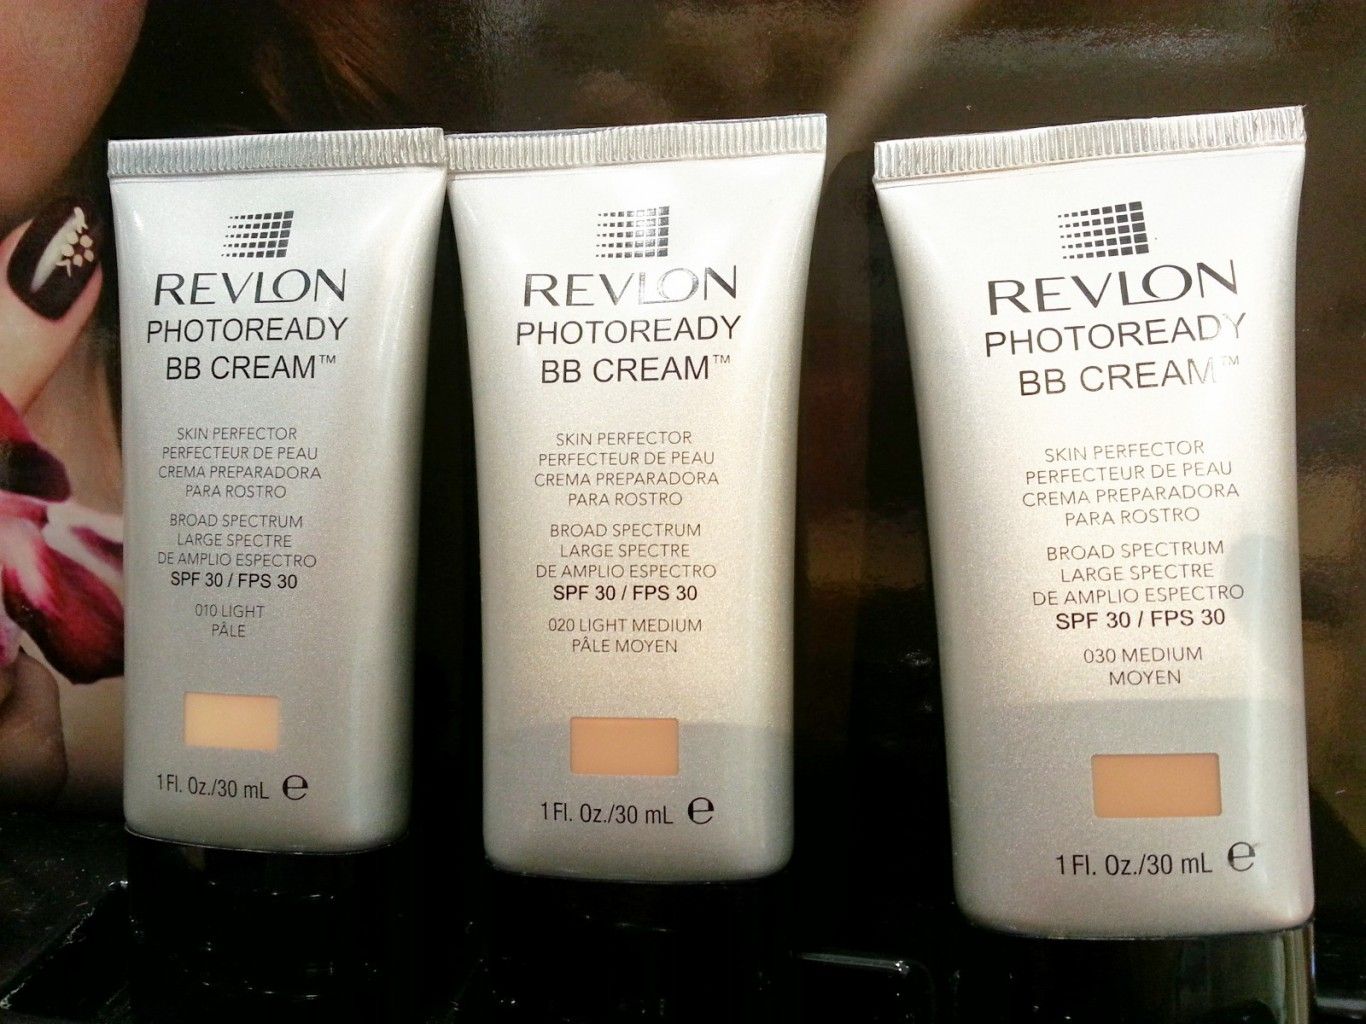 REVLON
PHOTOREADY
BB CREAM™
SKIN PERFECTOR
PERFECTEUR DE PEAU
CREMA PREPARADORA
PARA ROSTRO
BROAD SPECTRUM
LARGE SPECTRE
DE AMPLIO ESPECTRO
SPF 30 / FPS 30
010 LIGHT
PÂLE
1 Fl. Oz./30 mL ℮
REVLON
PHOTOREADY
BB CREAM™
SKIN PERFECTOR
PERFECTEUR DE PEAU
CREMA PREPARADORA
PARA ROSTRO
BROAD SPECTRUM
LARGE SPECTRE
DE AMPLIO ESPECTRO
SPF 30 / FPS 30
020 LIGHT MEDIUM
PÂLE MOYEN
1 Fl. Oz./30 mL ℮
REVLON
PHOTOREADY
BB CREAM™
SKIN PERFECTOR
PERFECTEUR DE PEAU
CREMA PREPARADORA
PARA ROSTRO
BROAD SPECTRUM
LARGE SPECTRE
DE AMPLIO ESPECTRO
SPF 30 / FPS 30
030 MEDIUM
MOYEN
1 Fl. Oz./30 mL ℮